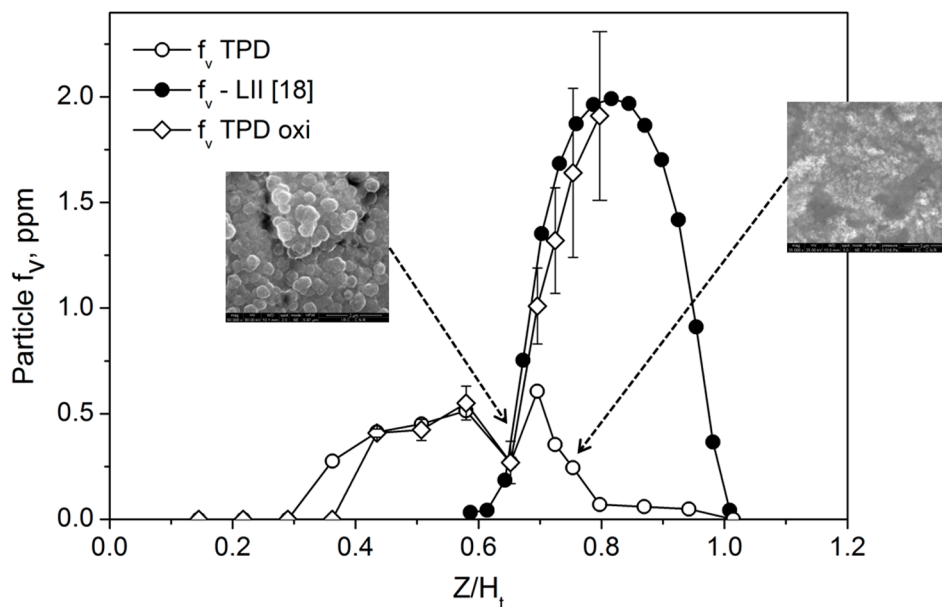 f_v TPD
f_v - LII [18]
f_v TPD oxi
Particle f_v, ppm
2.0
1.5
1.0
0.5
0.0
0.0 0.2 0.4 0.6 0.8 1.0 1.2
Z/H_t